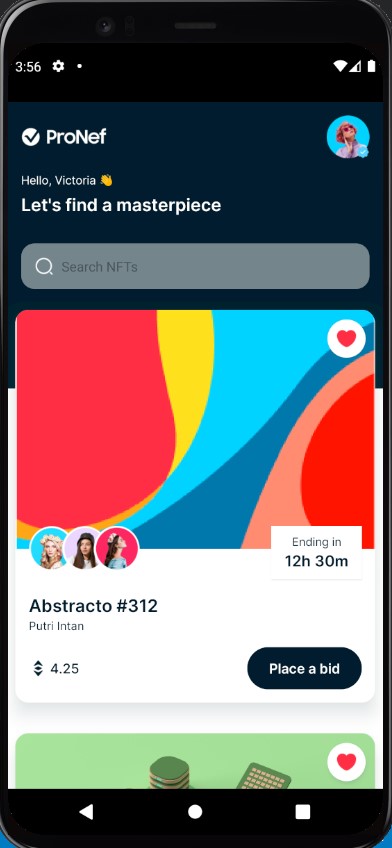 3:56
ProNef
Hello, Victoria 👋
Let's find a masterpiece
Search NFTs
Ending in
12h 30m
Abstracto #312
Putri Intan
4.25
Place a bid